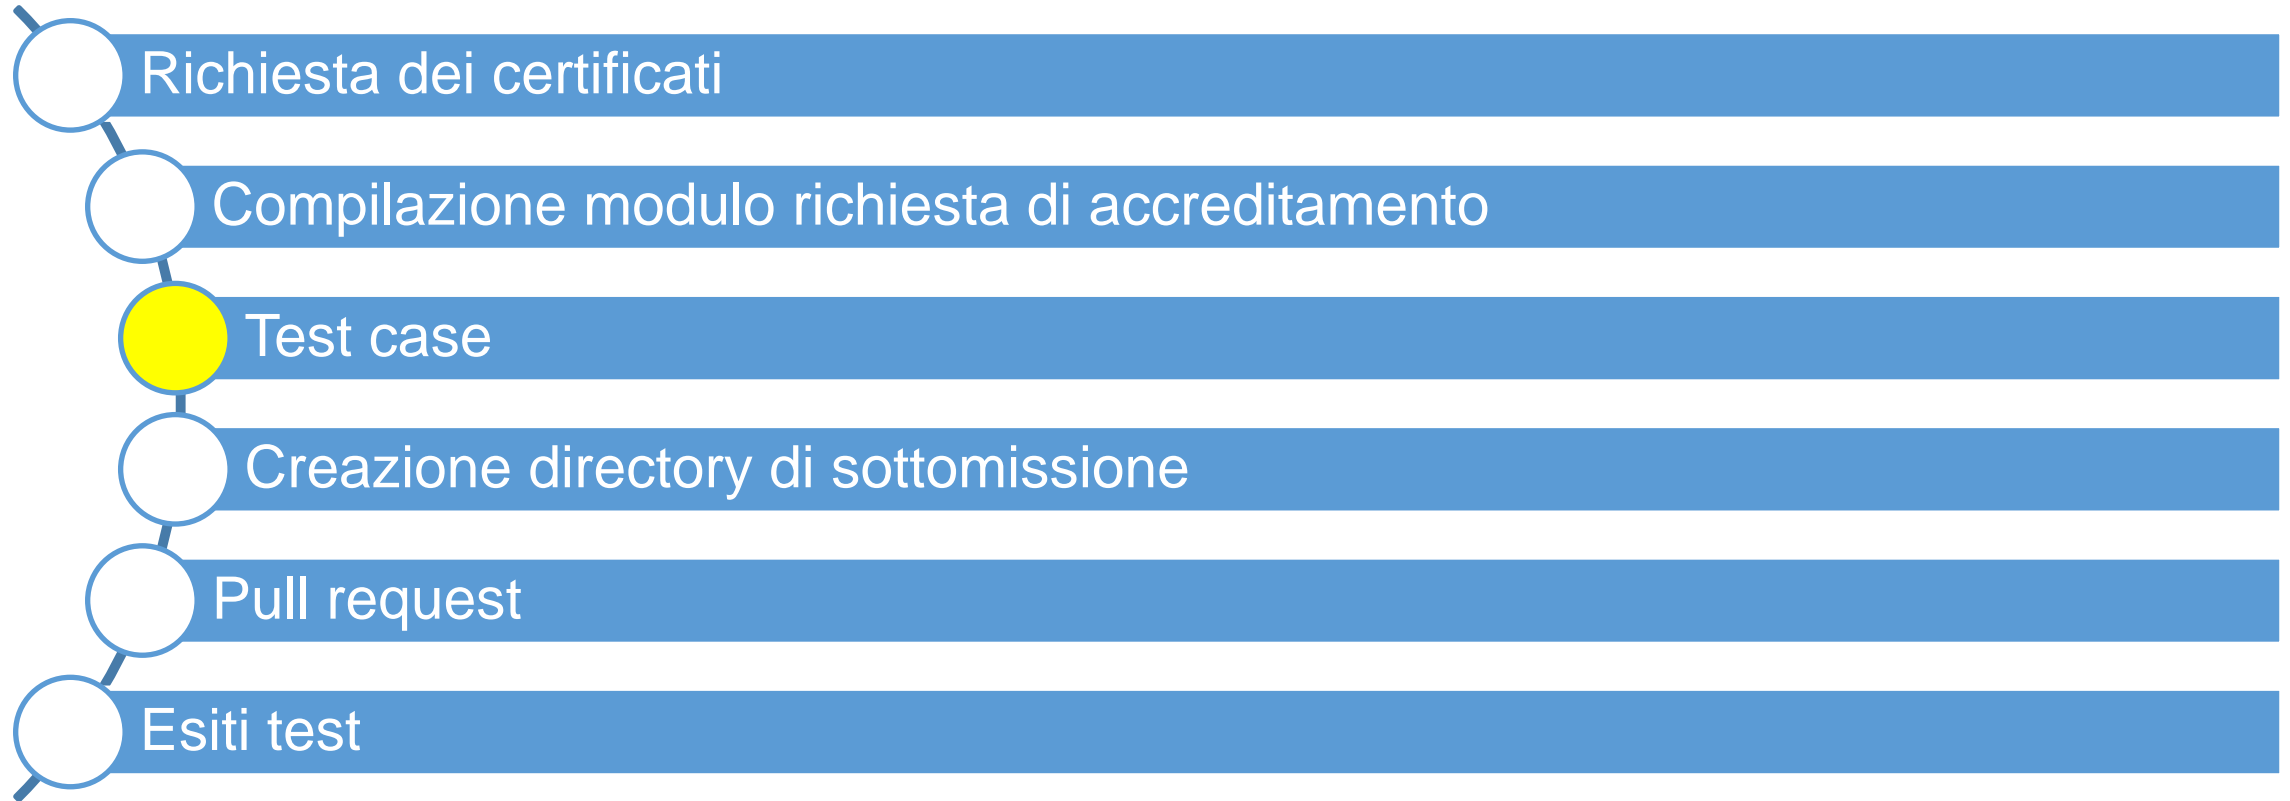 Richiesta dei certificati
Compilazione modulo richiesta di accreditamento
Test case
Creazione directory di sottomissione
Pull request
Esiti test